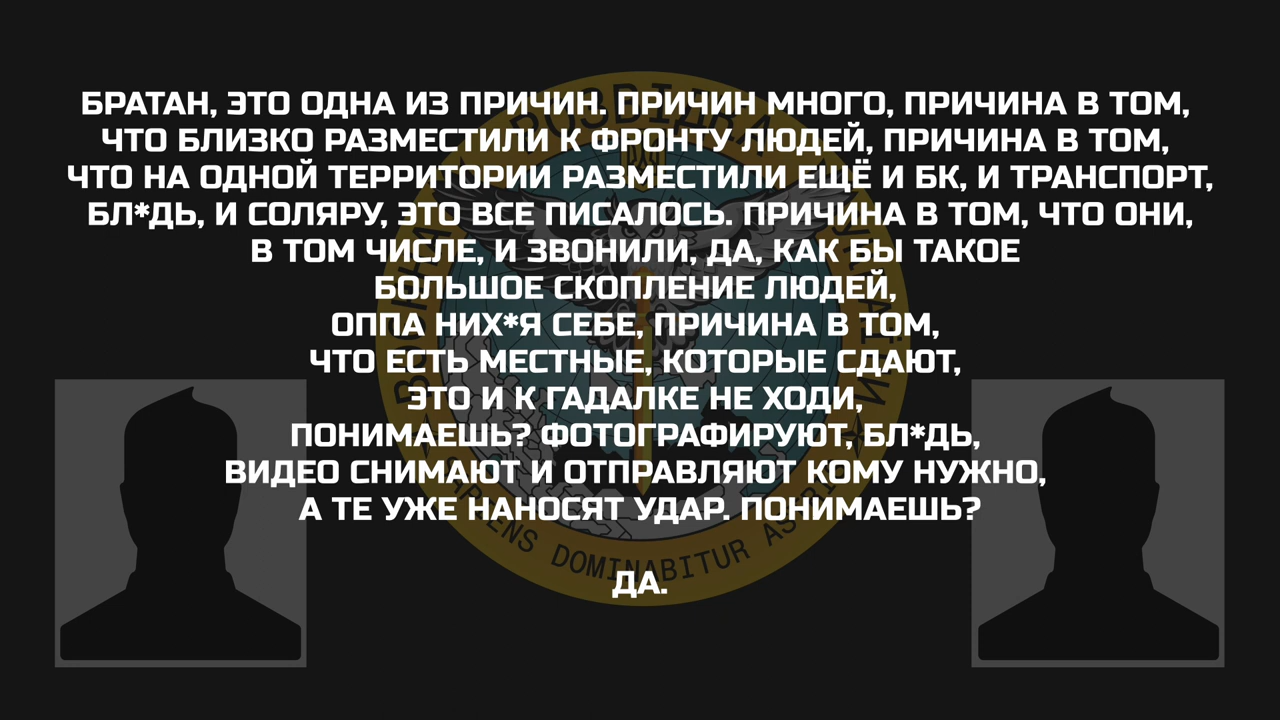 БРАТАН, ЭТО ОДНА ИЗ ПРИЧИН. ПРИЧИН МНОГО, ПРИЧИНА В ТОМ,
ЧТО БЛИЗКО РАЗМЕСТИЛИ К ФРОНТУ ЛЮДЕЙ, ПРИЧИНА В ТОМ,
ЧТО НА ОДНОЙ ТЕРРИТОРИИ РАЗМЕСТИЛИ ЕЩЁ И БК, И ТРАНСПОРТ,
БЛ*ДЬ, И СОЛЯРУ, ЭТО ВСЕ ПИСАЛОСЬ. ПРИЧИНА В ТОМ, ЧТО ОНИ,
В ТОМ ЧИСЛЕ, И ЗВОНИЛИ, ДА, КАК БЫ ТАКОЕ
БОЛЬШОЕ СКОПЛЕНИЕ ЛЮДЕЙ,
ОППА НИХ*Я СЕБЕ, ПРИЧИНА В ТОМ,
ЧТО ЕСТЬ МЕСТНЫЕ, КОТОРЫЕ СДАЮТ,
ЭТО И К ГАДАЛКЕ НЕ ХОДИ,
ПОНИМАЕШЬ? ФОТОГРАФИРУЮТ, БЛ*ДЬ,
ВИДЕО СНИМАЮТ И ОТПРАВЛЯЮТ КОМУ НУЖНО,
А ТЕ УЖЕ НАНОСЯТ УДАР. ПОНИМАЕШЬ?
ДА.
DOMINABITUR